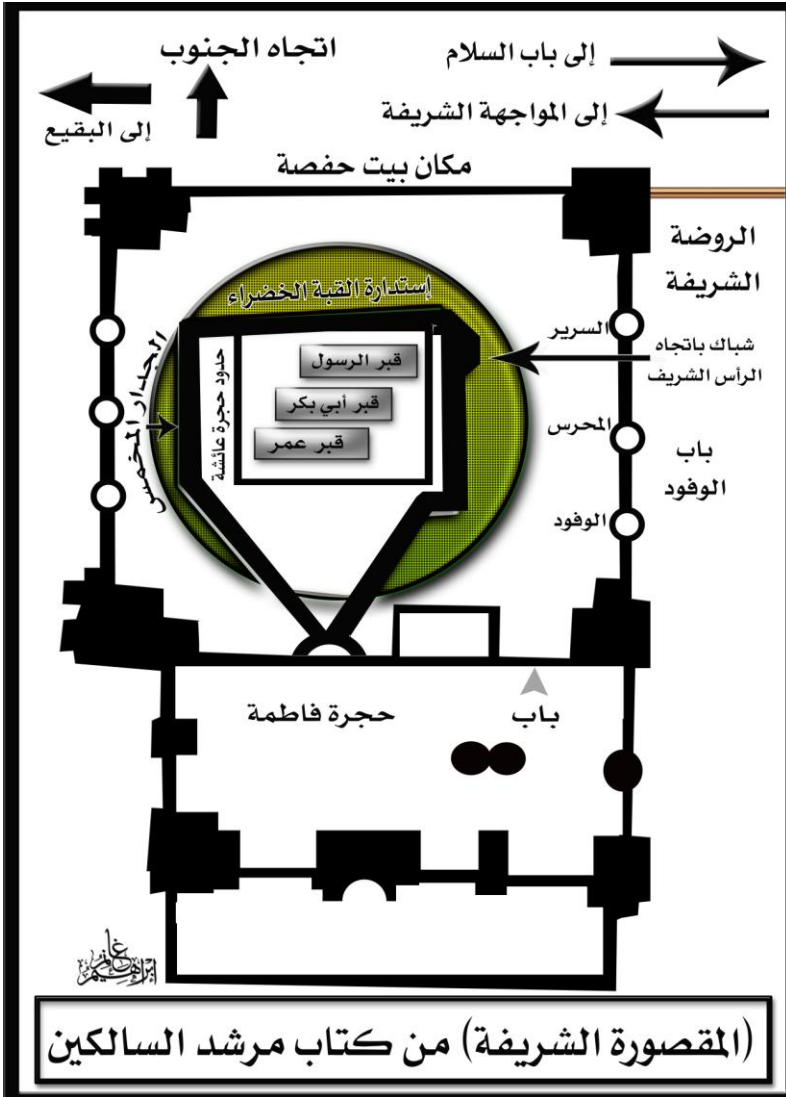 اتجاه الجنوب
إلى باب السلام
إلى المواجهة الشريفة
إلى البقيع
مكان بيت حفصة
الروضة
الشريفة
إستدارة القبة الخضراء
السرير
شباك باتجاه
الرأس الشريف
قبر الرسول
قبر أبي بكر
قبر عمر
حدود حجرة عائشة
الجدار المخمس
المحرس
باب
الوفود
الوفود
حجرة فاطمة
باب
إبراهيم غانم
(المقصورة الشريفة) من كتاب مرشد السالكين